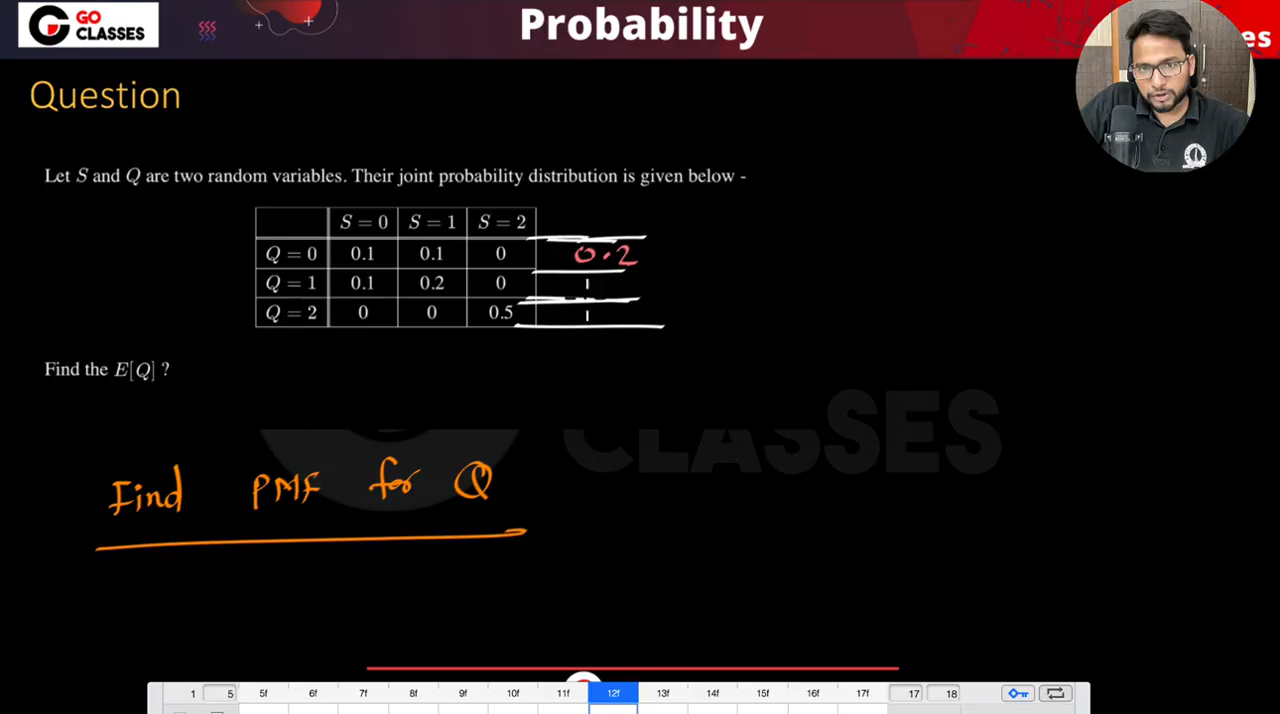 GO
CLASSES
Probability
es
Question
Let S and Q are two random variables. Their joint probability distribution is given below -
S = 0 S = 1 S = 2
Q = 0 0.1 0.1 0 0.2
Q = 1 0.1 0.2 0
Q = 2 0 0 0.5
Find the E[Q] ?
CLASSES
Find PMF for Q
1 5 5f 6f 7f 8f 9f 10f 11f 12f 13f 14f 15f 16f 17f 17 18